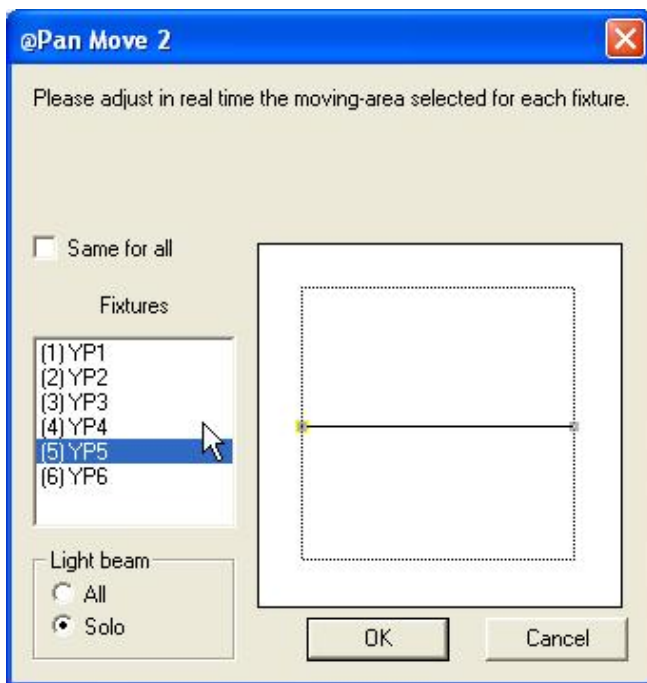 @Pan Move 2
Please adjust in real time the moving-area selected for each fixture.
Same for all
Fixtures
(1) YP1
(2) YP2
(3) YP3
(4) YP4
(5) YP5
(6) YP6
Light beam
All
Solo
OK
Cancel